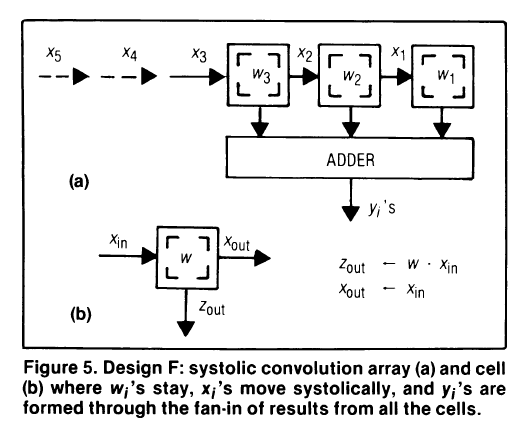 x₅ x₄ x₃ x₂ x₁
w₃ w₂ w₁
ADDER
(a)
yᵢ's
xᵢₙ xₒᵤₜ
w
zₒᵤₜ
(b)
zₒᵤₜ ← w · xᵢₙ
xₒᵤₜ ← xᵢₙ
Figure 5. Design F: systolic convolution array (a) and cell
(b) where wᵢ's stay, xᵢ's move systolically, and yᵢ's are
formed through the fan-in of results from all the cells.